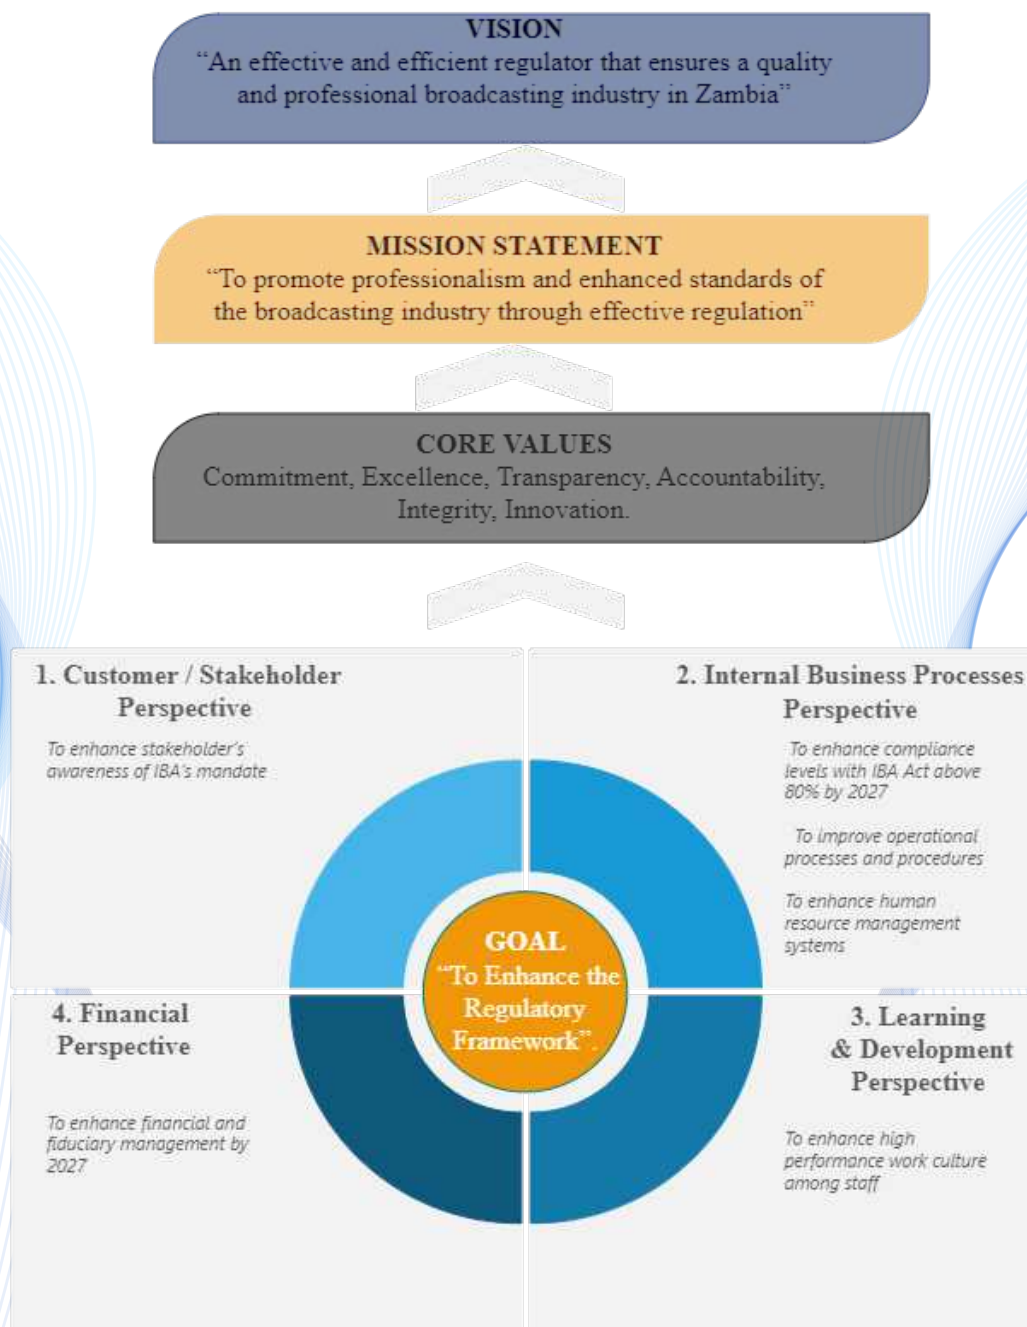 VISION
“An effective and efficient regulator that ensures a quality
and professional broadcasting industry in Zambia”
MISSION STATEMENT
“To promote professionalism and enhanced standards of
the broadcasting industry through effective regulation”
CORE VALUES
Commitment, Excellence, Transparency, Accountability,
Integrity, Innovation.
1. Customer / Stakeholder
Perspective
To enhance stakeholder’s
awareness of IBA’s mandate
2. Internal Business Processes
Perspective
To enhance compliance
levels with IBA Act above
80% by 2027
To improve operational
processes and procedures
To enhance human
resource management
systems
GOAL
“To Enhance the
Regulatory
Framework”.
4. Financial
Perspective
To enhance financial and
fiduciary management by
2027
3. Learning
& Development
Perspective
To enhance high
performance work culture
among staff